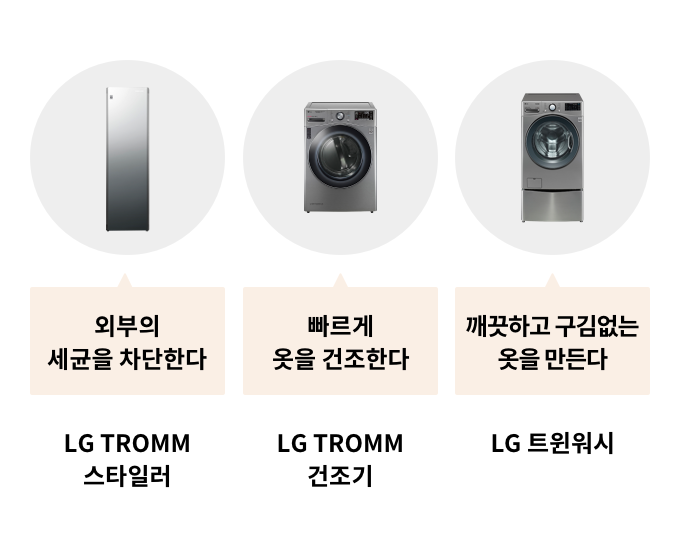 외부의
세균을 차단한다
빠르게
옷을 건조한다
깨끗하고 구김없는
옷을 만든다
LG TROMM
스타일러
LG TROMM
건조기
LG 트윈워시